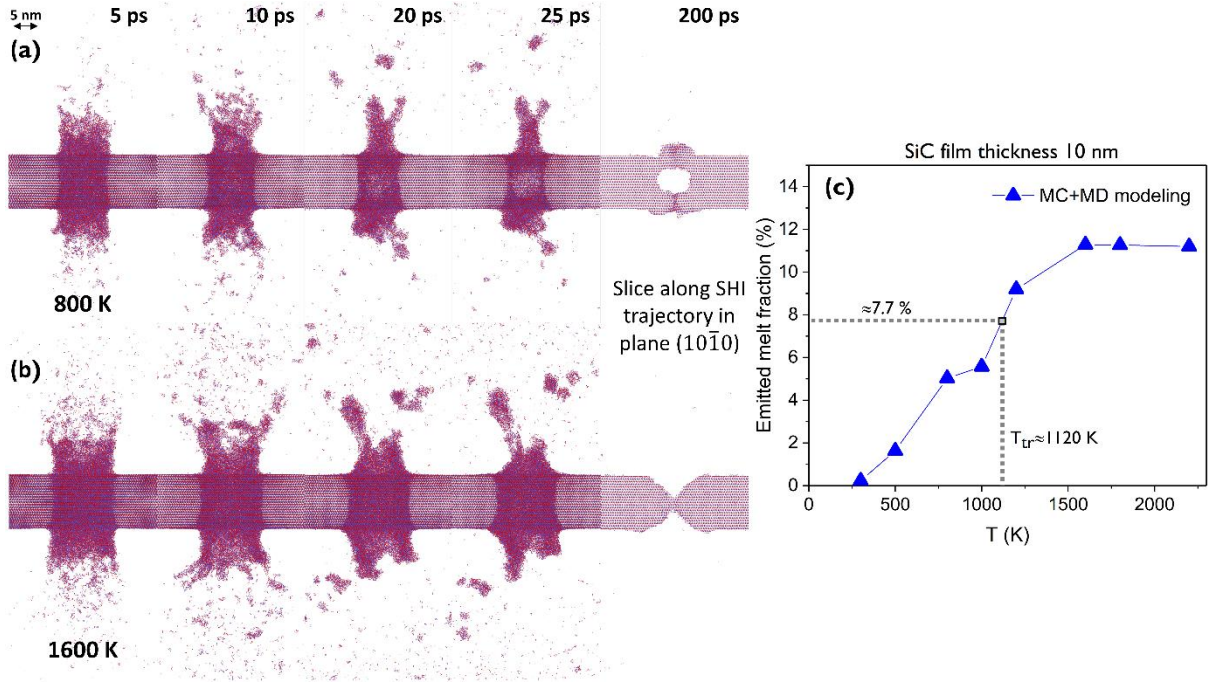 5 nm
5 ps
10 ps
20 ps
25 ps
200 ps
(a)
800 K
Slice along SHI
trajectory in
plane (101̄0)
(b)
1600 K
SiC film thickness 10 nm
(c)
MC+MD modeling
Emitted melt fraction (%)
14
12
10
8
6
4
2
0
≈7.7 %
Ttr≈1120 K
0
500
1000
1500
2000
T (K)